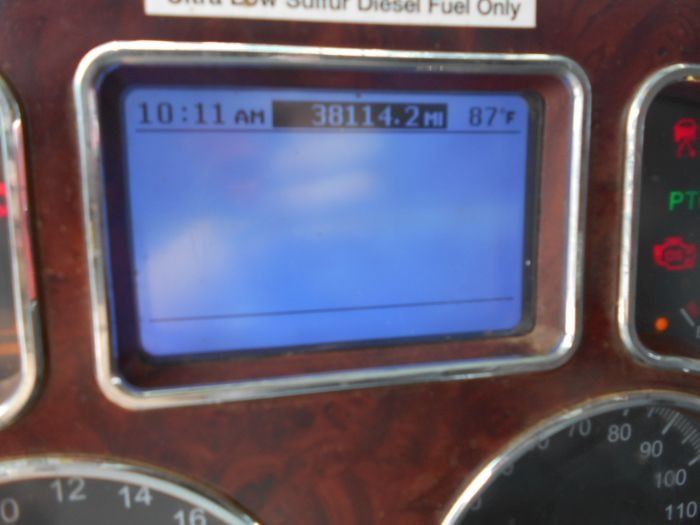 Ultra Low Sulfur Diesel Fuel Only
10:11 AM 38114.2 MI 87°F
PT
12 14 16
70 80 90 100 110